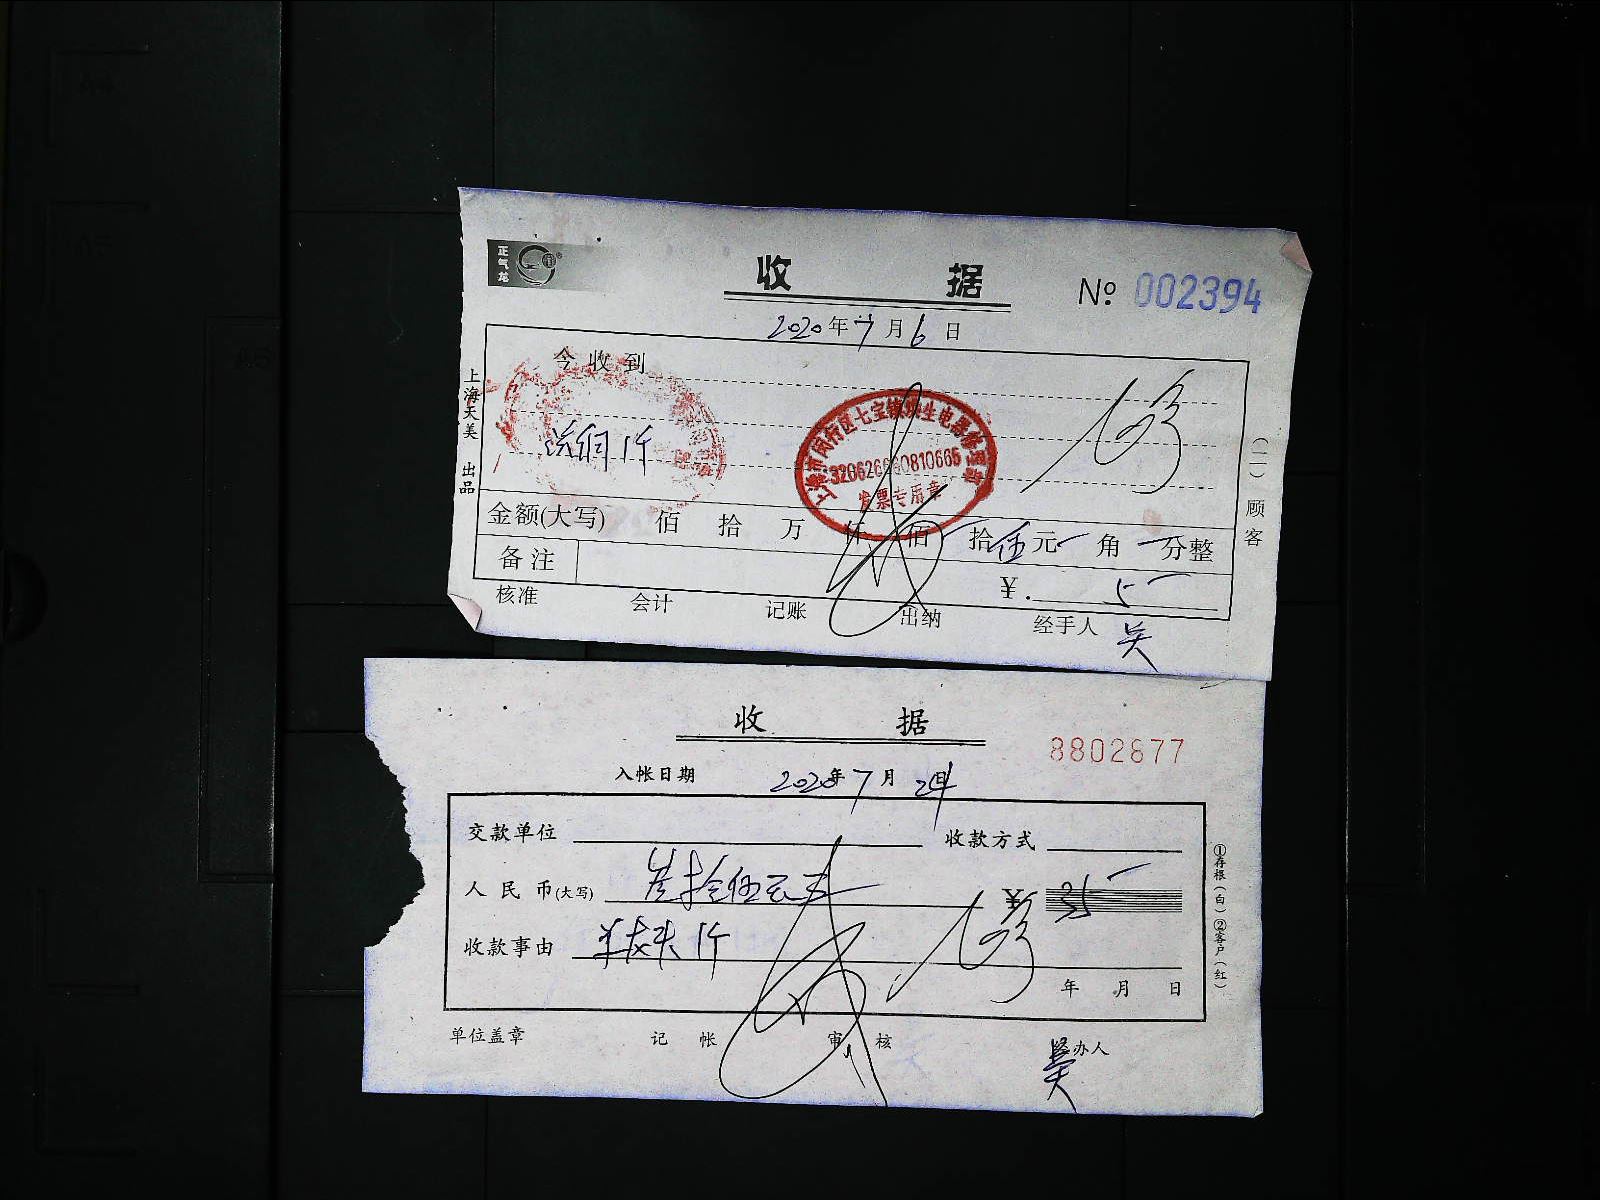 正气龙
收 据 № 002394
2020年7月6日
上海天美 出品
今收到
1个
发票专用章
(二) 顾客
金额(大写) 佰 拾 万 仟 佰 拾伍元 角 分整
备注 ¥. 5
核准 会计 记账 出纳 经手人 吴
收 据
8802677
入帐日期 2020年7月2日
交款单位 收款方式
人民币(大写) 叁拾伍元 ¥ 35
收款事由 1个
年 月 日
单位盖章 记 帐 审 核 经办人
吴
①存根(白)②客户(红)